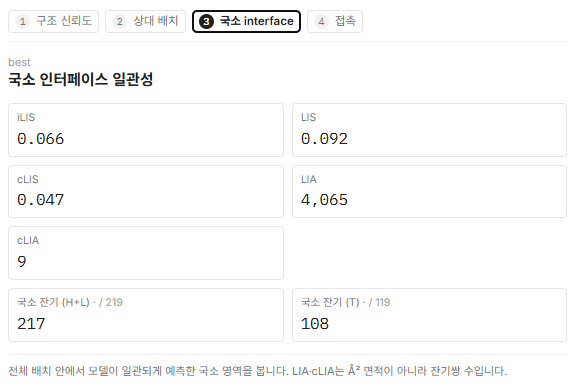 1 구조 신뢰도 2 상대 배치 3 국소 interface 4 접촉
best
국소 인터페이스 일관성
iLIS LIS
0.066 0.092
cLIS LIA
0.047 4,065
cLIA
9
국소 잔기 (H+L) · / 219 국소 잔기 (T) · / 119
217 108
전체 배치 안에서 모델이 일관되게 예측한 국소 영역을 봅니다. LIA·cLIA는 Å² 면적이 아니라 잔기쌍 수입니다.